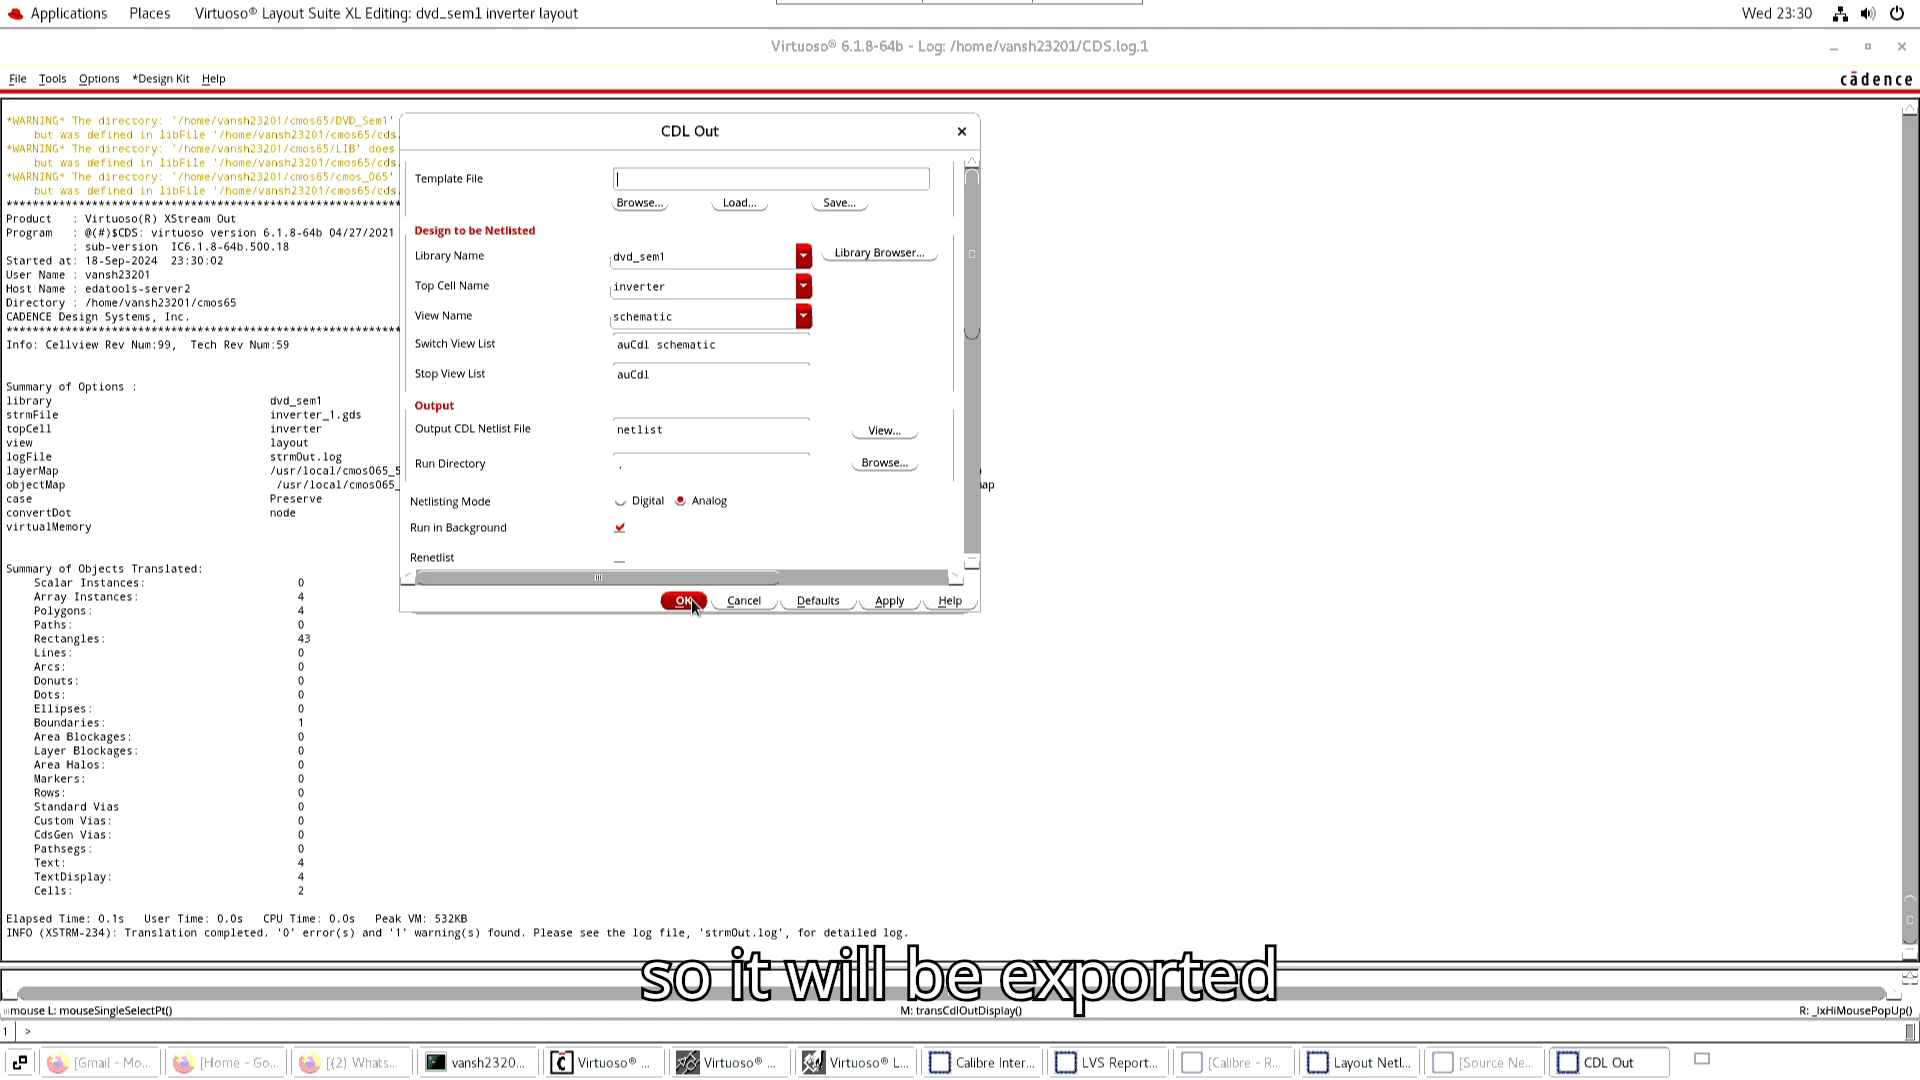 Applications Places Virtuoso® Layout Suite XL Editing: dvd_sem1 inverter layout Wed 23:30
Virtuoso® 6.1.8-64b - Log: /home/vansh23201/CDS.log.1
File Tools Options *Design Kit Help cādence
*WARNING* The directory: '/home/vansh23201/cmos65/DVD_Sem1'
but was defined in libFile '/home/vansh23201/cmos65/cds.
*WARNING* The directory: '/home/vansh23201/cmos65/LIB' does
but was defined in libFile '/home/vansh23201/cmos65/cds.
*WARNING* The directory: '/home/vansh23201/cmos65/cmos_065'
but was defined in libFile '/home/vansh23201/cmos65/cds.
Product : Virtuoso(R) XStream Out
Program : @(#)$CDS: virtuoso version 6.1.8-64b 04/27/2021
: sub-version IC6.1.8-64b.500.18
Started at: 18-Sep-2024 23:30:02
User Name : vansh23201
Host Name : edatools-server2
Directory : /home/vansh23201/cmos65
CADENCE Design Systems, Inc.
Info: Cellview Rev Num:99, Tech Rev Num:59
Summary of Options :
library dvd_sem1
strmFile inverter_1.gds
topCell inverter
view layout
logFile strmOut.log
layerMap /usr/local/cmos065_5
objectMap /usr/local/cmos065_ ap
case Preserve
convertDot node
virtualMemory
Summary of Objects Translated:
Scalar Instances: 0
Array Instances: 4
Polygons: 4
Paths: 0
Rectangles: 43
Lines: 0
Arcs: 0
Donuts: 0
Dots: 0
Ellipses: 0
Boundaries: 1
Area Blockages: 0
Layer Blockages: 0
Area Halos: 0
Markers: 0
Rows: 0
Standard Vias 0
Custom Vias: 0
CdsGen Vias: 0
Pathsegs: 0
Text: 4
TextDisplay: 4
Cells: 2
Elapsed Time: 0.1s User Time: 0.0s CPU Time: 0.0s Peak VM: 532KB
INFO (XSTRM-234): Translation completed. '0' error(s) and '1' warning(s) found. Please see the log file, 'strmOut.log', for detailed log.
CDL Out
Template File
Browse... Load... Save...
Design to be Netlisted
Library Name dvd_sem1 Library Browser...
Top Cell Name inverter
View Name schematic
Switch View List auCdl schematic
Stop View List auCdl
Output
Output CDL Netlist File netlist View...
Run Directory . Browse...
Netlisting Mode Digital Analog
Run in Background
Renetlist
OK Cancel Defaults Apply Help
so it will be exported
mouse L: mouseSingleSelectPt() M: transCdlOutDisplay() R: _lxHiMousePopUp()
1 >
[Gmail - Mo... [Home - Go... [(2) Whats... vansh2320... Virtuoso® ... Virtuoso® ... Virtuoso® L... Calibre Inter... LVS Report... [Calibre - R... Layout Netl... [Source Ne... CDL Out